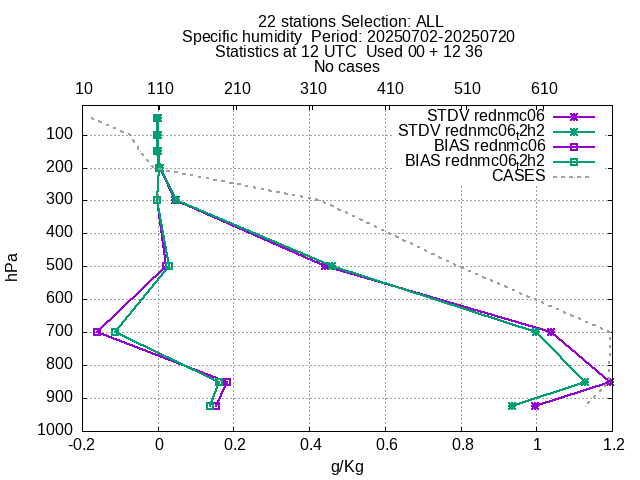 22 stations Selection: ALL
Specific humidity  Period: 20250702-20250720
Statistics at 12 UTC  Used 00 + 12 36
No cases
10 110 210 310 410 510 610
STDV rednmc06
STDV rednmc06t2h2
BIAS rednmc06
BIAS rednmc06t2h2
CASES
100
200
300
400
500
600
700
800
900
1000
hPa
-0.2 0 0.2 0.4 0.6 0.8 1 1.2
g/Kg